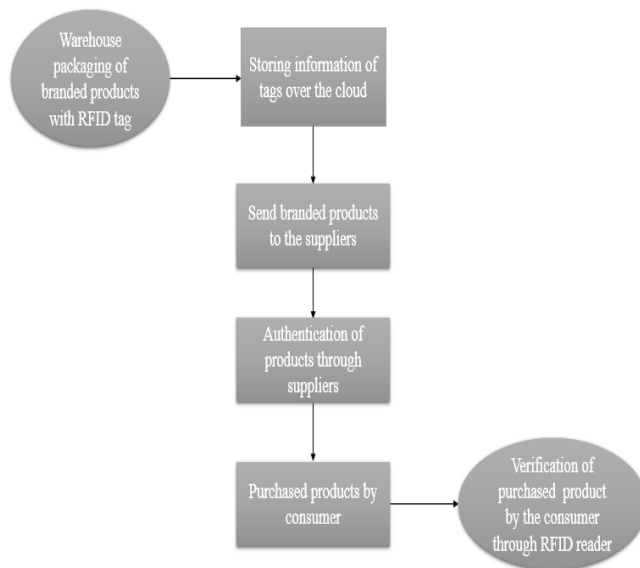 Warehouse
packaging of
branded products
with RFID tag
Storing information of
tags over the cloud
Send branded products
to the suppliers
Authentication of
products through
suppliers
Purchased products by
consumer
Verification of
purchased product
by the consumer
through RFID reader